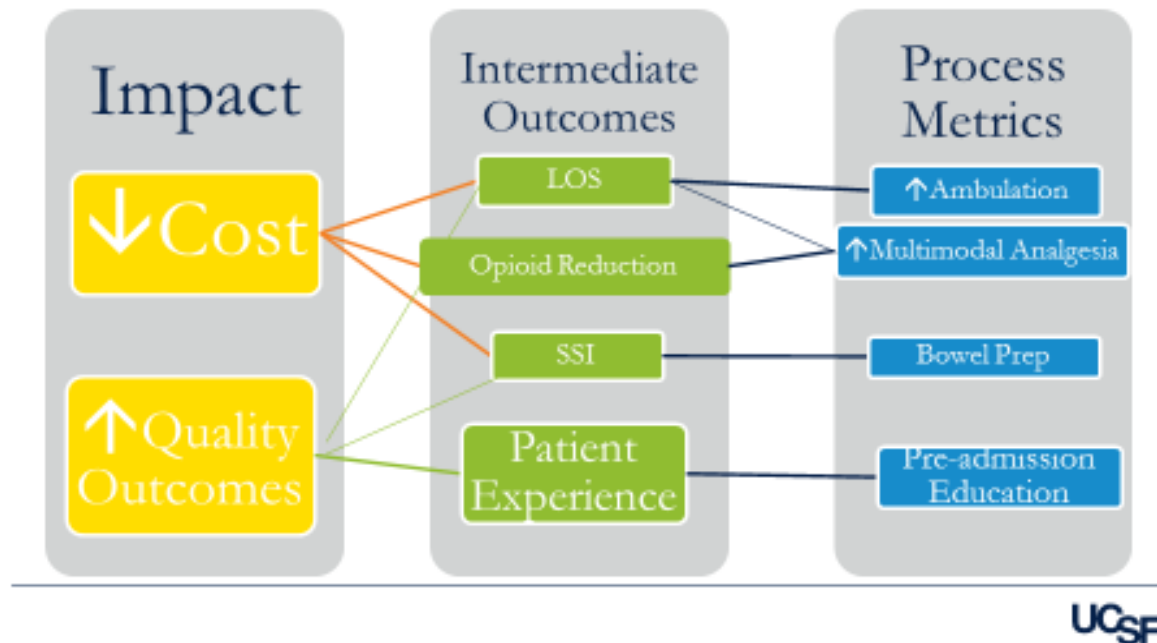 Impact
↓Cost
↑Quality
Outcomes
Intermediate
Outcomes
LOS
Opioid Reduction
SSI
Patient
Experience
Process
Metrics
↑Ambulation
↑Multimodal Analgesia
Bowel Prep
Pre-admission
Education
UCSF